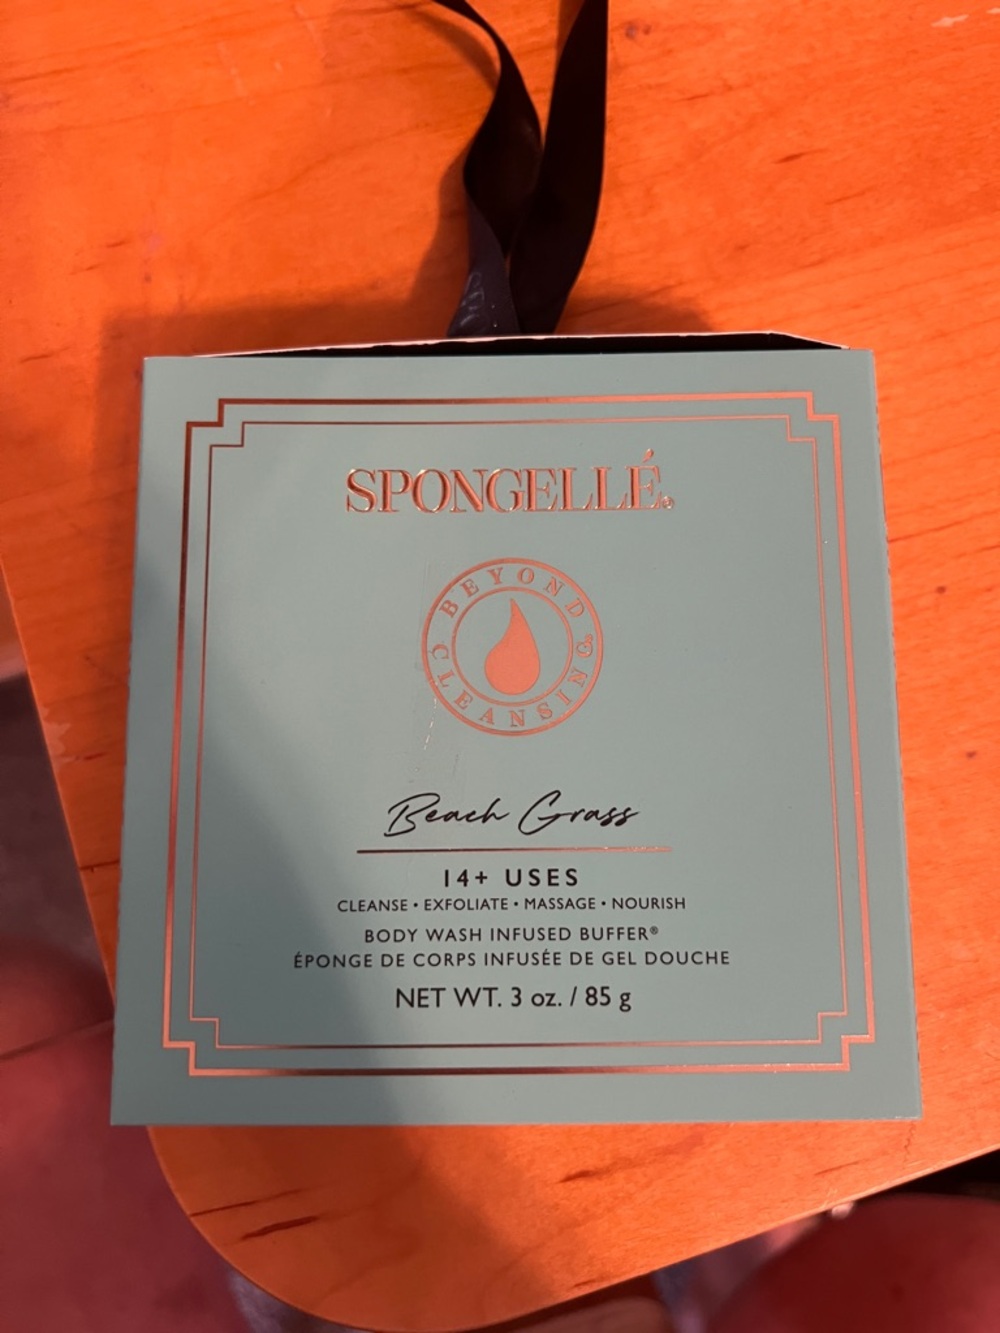 SPONGELLÉ®
BEYOND CLEANSING®
Beach Grass
14+ USES
CLEANSE • EXFOLIATE • MASSAGE • NOURISH
BODY WASH INFUSED BUFFER®
ÉPONGE DE CORPS INFUSÉE DE GEL DOUCHE
NET WT. 3 oz. / 85 g